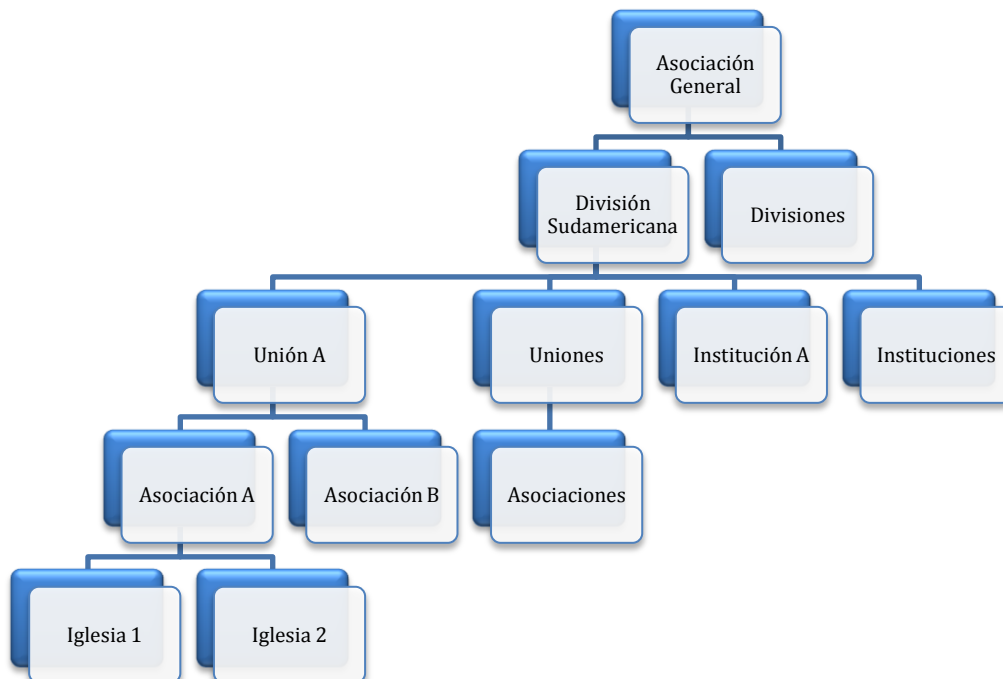 Asociación
General
División
Sudamericana
Divisiones
Unión A
Uniones
Institución A
Instituciones
Asociación A
Asociación B
Asociaciones
Iglesia 1
Iglesia 2